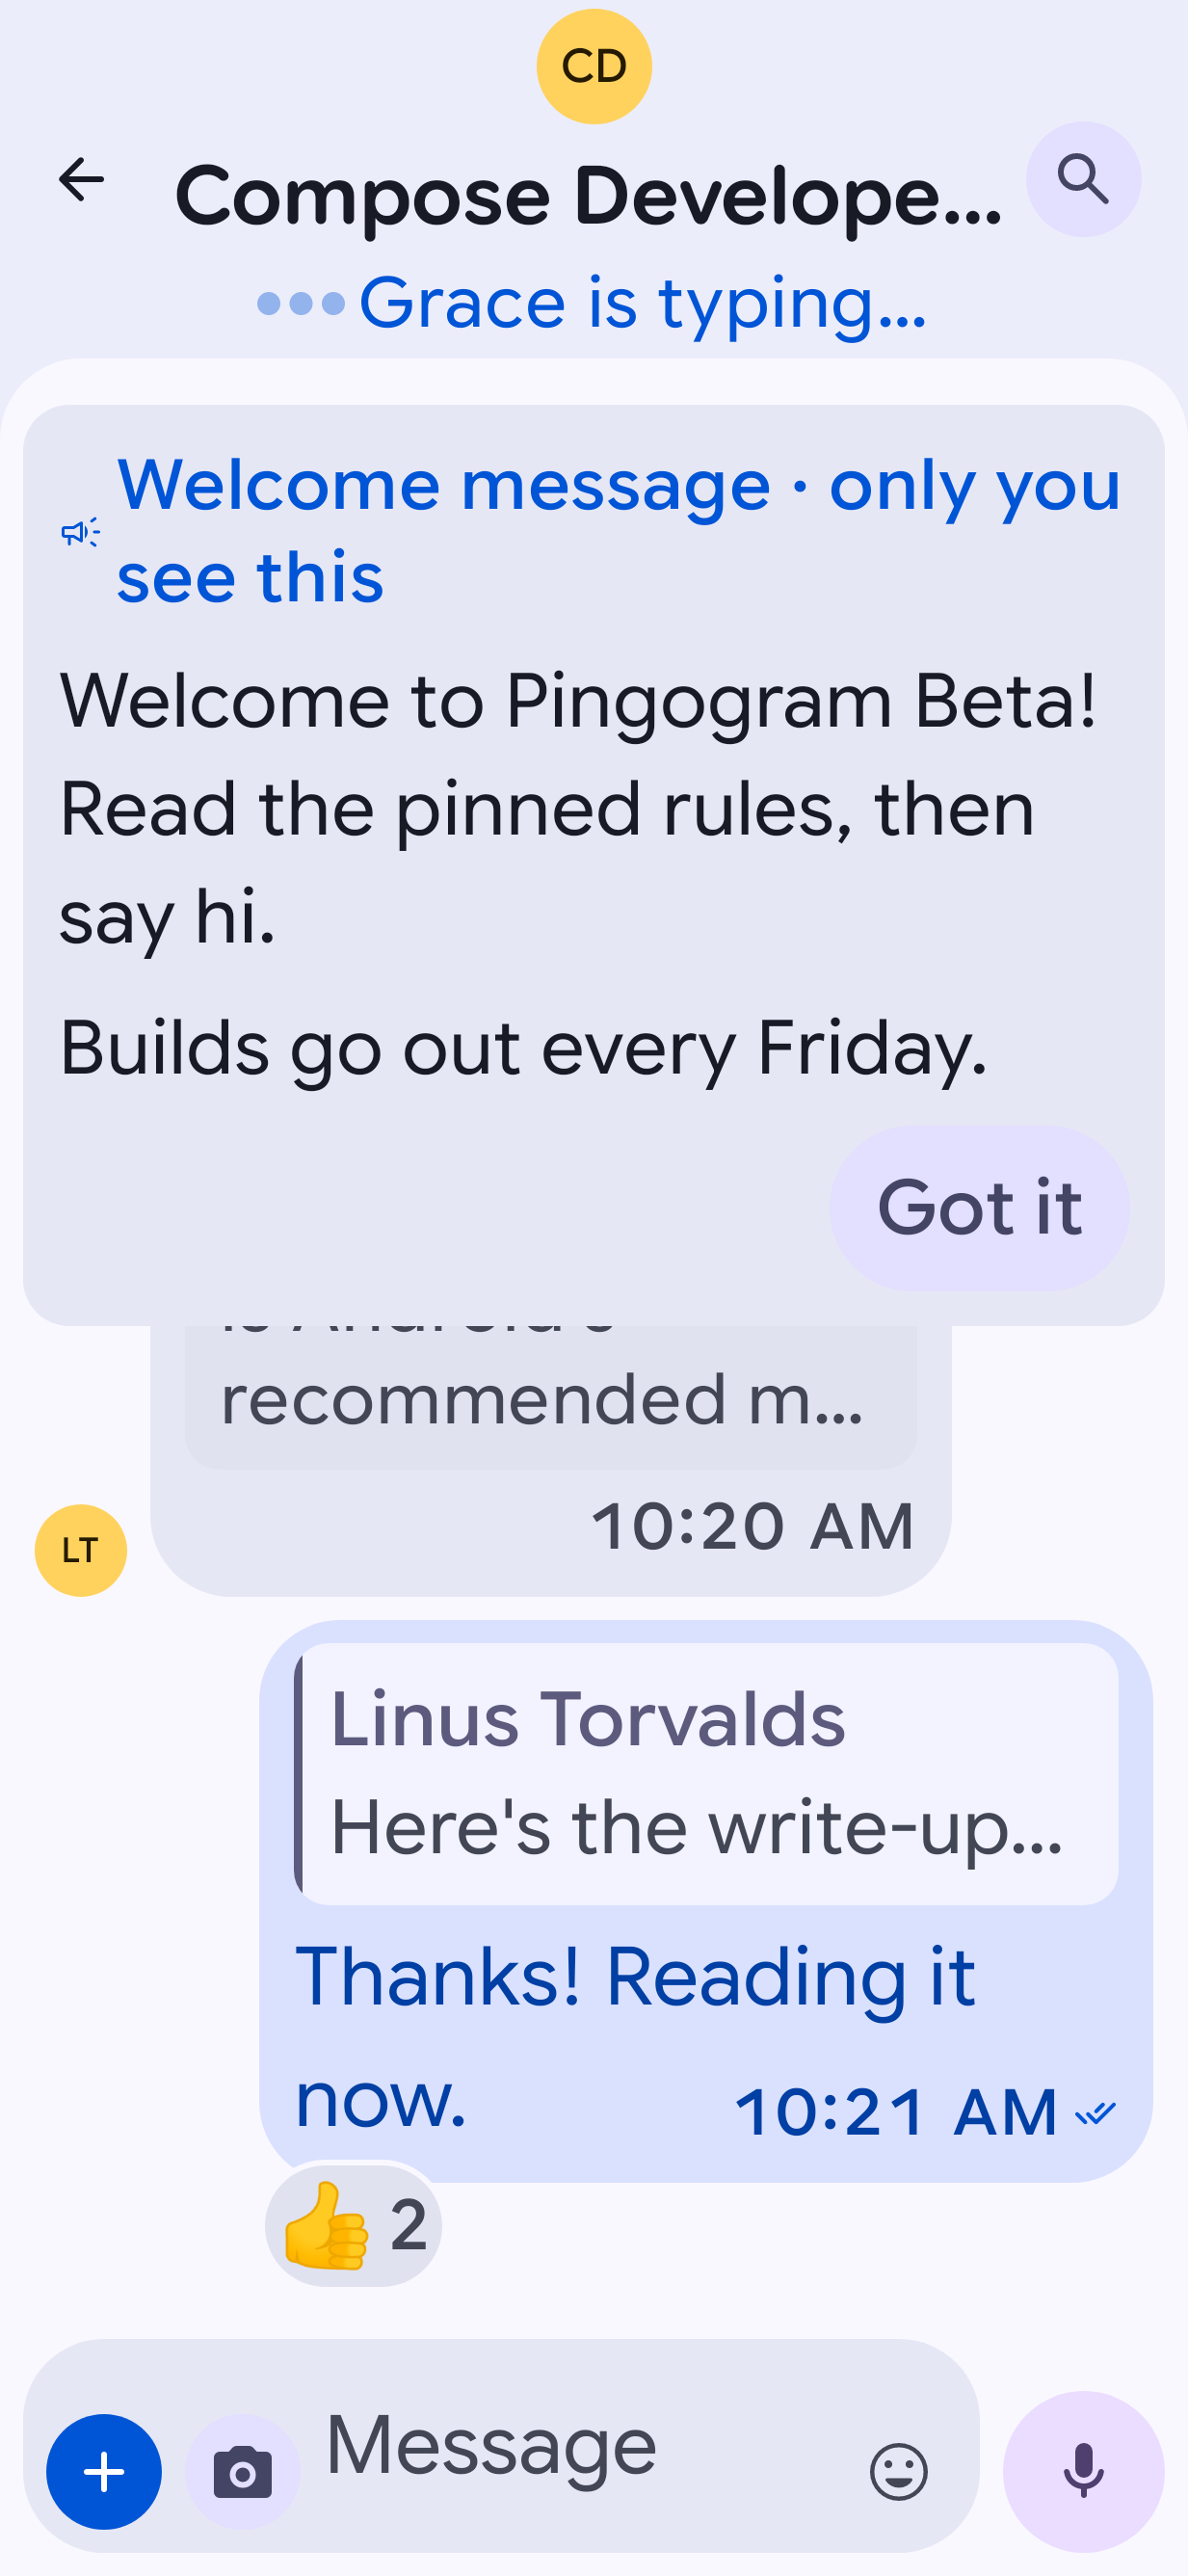 CD
Compose Develope...
Grace is typing...
Welcome message · only you
see this
Welcome to Pingogram Beta!
Read the pinned rules, then
say hi.
Builds go out every Friday.
Got it
recommended m...
10:20 AM
LT
Linus Torvalds
Here's the write-up...
Thanks! Reading it
now.
10:21 AM
2
Message